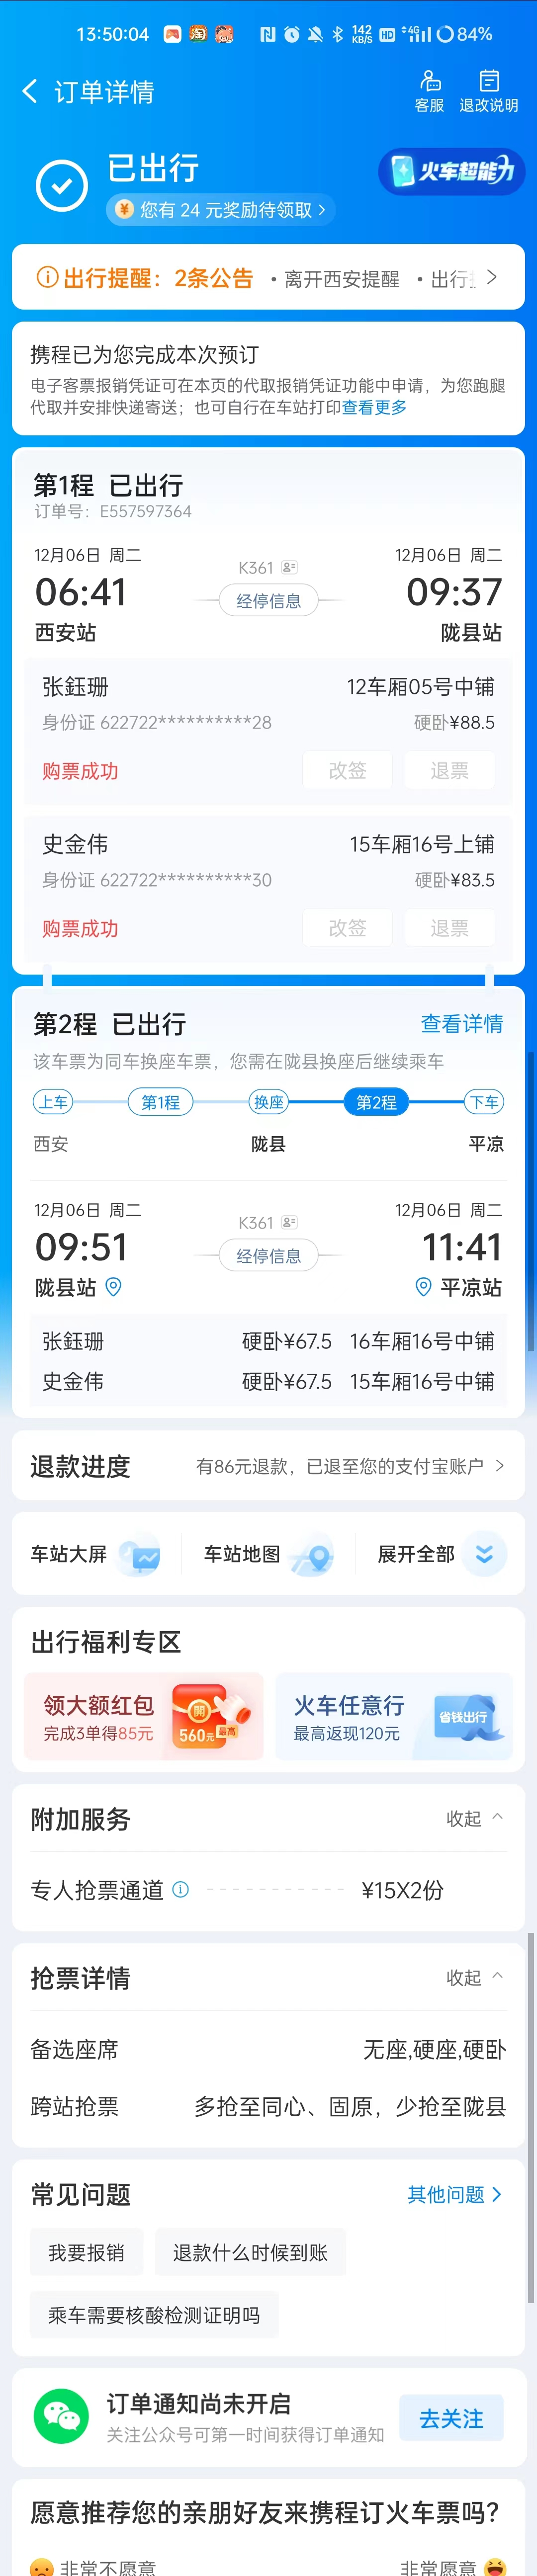 13:50:04 淘 142 KB/S HD 4G 84%
订单详情
客服 退改说明
已出行
火车超能力
¥ 您有 24 元奖励待领取 >
出行提醒：2条公告 • 离开西安提醒 • 出行
携程已为您完成本次预订
电子客票报销凭证可在本页的代取报销凭证功能中申请，为您跑腿
代取并安排快递寄送；也可自行在车站打印查看更多
第1程 已出行
订单号：E557597364
12月06日 周二 K361 12月06日 周二
06:41 经停信息 09:37
西安站 陇县站
张鈺珊 12车厢05号中铺
身份证 622722**********28 硬卧¥88.5
购票成功 改签 退票
史金伟 15车厢16号上铺
身份证 622722**********30 硬卧¥83.5
购票成功 改签 退票
第2程 已出行 查看详情
该车票为同车换座车票，您需在陇县换座后继续乘车
上车 第1程 换座 第2程 下车
西安 陇县 平凉
12月06日 周二 K361 12月06日 周二
09:51 经停信息 11:41
陇县站 平凉站
张鈺珊 硬卧¥67.5 16车厢16号中铺
史金伟 硬卧¥67.5 15车厢16号中铺
退款进度 有86元退款，已退至您的支付宝账户 >
车站大屏 车站地图 展开全部
出行福利专区
领大额红包 開 火车任意行 省钱出行
完成3单得85元 560元 最高 最高返现120元
附加服务 收起
专人抢票通道 ¥15X2份
抢票详情 收起
备选座席 无座,硬座,硬卧
跨站抢票 多抢至同心、固原，少抢至陇县
常见问题 其他问题 >
我要报销 退款什么时候到账
乘车需要核酸检测证明吗
订单通知尚未开启
关注公众号可第一时间获得订单通知
去关注
愿意推荐您的亲朋好友来携程订火车票吗？
非常不愿意 非常愿意